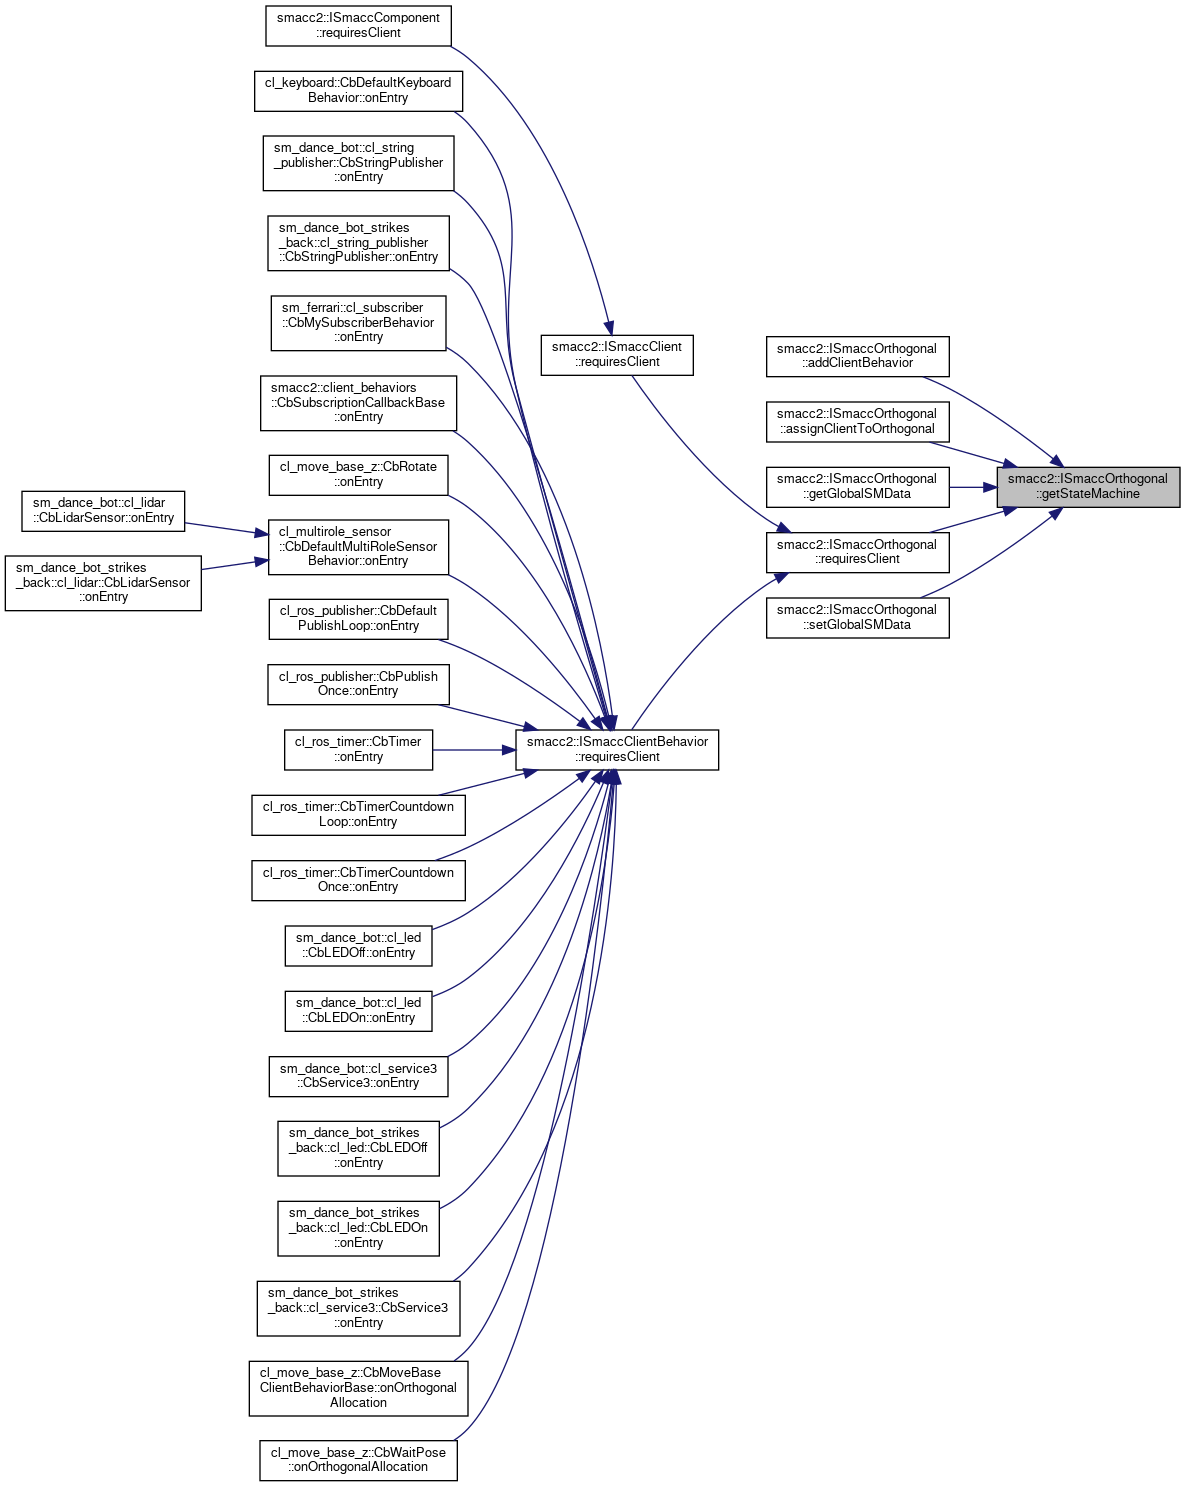 smacc2::ISmaccComponent
::requiresClient
cl_keyboard::CbDefaultKeyboard
Behavior::onEntry
sm_dance_bot::cl_string
_publisher::CbStringPublisher
::onEntry
sm_dance_bot_strikes
_back::cl_string_publisher
::CbStringPublisher::onEntry
sm_ferrari::cl_subscriber
::CbMySubscriberBehavior
::onEntry
smacc2::client_behaviors
::CbSubscriptionCallbackBase
::onEntry
cl_move_base_z::CbRotate
::onEntry
sm_dance_bot::cl_lidar
::CbLidarSensor::onEntry
sm_dance_bot_strikes
_back::cl_lidar::CbLidarSensor
::onEntry
cl_multirole_sensor
::CbDefaultMultiRoleSensor
Behavior::onEntry
cl_ros_publisher::CbDefault
PublishLoop::onEntry
cl_ros_publisher::CbPublish
Once::onEntry
cl_ros_timer::CbTimer
::onEntry
cl_ros_timer::CbTimerCountdown
Loop::onEntry
cl_ros_timer::CbTimerCountdown
Once::onEntry
sm_dance_bot::cl_led
::CbLEDOff::onEntry
sm_dance_bot::cl_led
::CbLEDOn::onEntry
sm_dance_bot::cl_service3
::CbService3::onEntry
sm_dance_bot_strikes
_back::cl_led::CbLEDOff
::onEntry
sm_dance_bot_strikes
_back::cl_led::CbLEDOn
::onEntry
sm_dance_bot_strikes
_back::cl_service3::CbService3
::onEntry
cl_move_base_z::CbMoveBase
ClientBehaviorBase::onOrthogonal
Allocation
cl_move_base_z::CbWaitPose
::onOrthogonalAllocation
smacc2::ISmaccClient
::requiresClient
smacc2::ISmaccClientBehavior
::requiresClient
smacc2::ISmaccOrthogonal
::addClientBehavior
smacc2::ISmaccOrthogonal
::assignClientToOrthogonal
smacc2::ISmaccOrthogonal
::getGlobalSMData
smacc2::ISmaccOrthogonal
::requiresClient
smacc2::ISmaccOrthogonal
::setGlobalSMData
smacc2::ISmaccOrthogonal
::getStateMachine